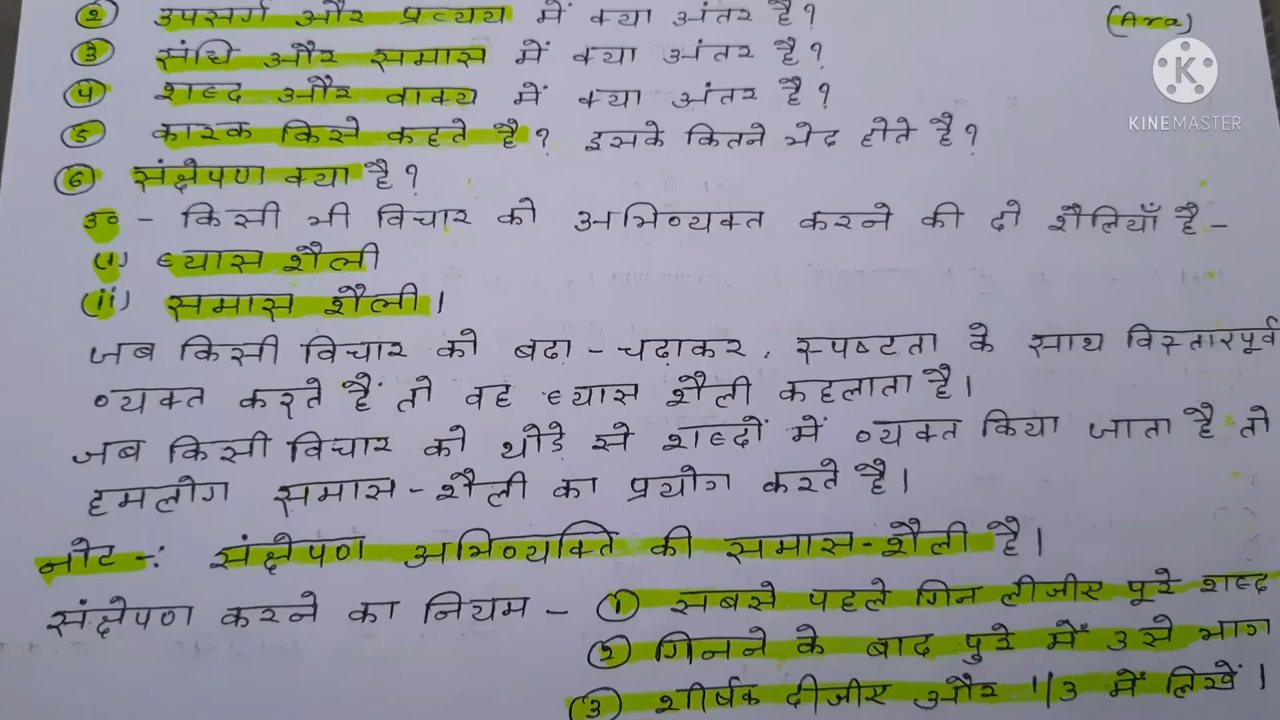 ② उपसर्ग और प्रत्यय में क्या अंतर है?
(Ara)
③ संधि और समास में क्या अंतर है?
④ शब्द और वाक्य में क्या अंतर है?
⑤ कारक किसे कहते है? इसके कितने भेद होते है?
⑥ संक्षेपण क्या है?
उ० - किसी भी विचार को अभिव्यक्त करने की दो शैलियाँ है -
(i) ध्यास शैली
(ii) समास शैली।
जब किसी विचार को बढा़ - चढा़कर, स्पष्टता के साथ विस्तारपूर्व
व्यक्त करते हैं तो वह ध्यास शैली कहलाता है।
जब किसी विचार को थोडे़ से शब्दों में व्यक्त किया जाता है तो
हमलोग समास - शैली का प्रयोग करते है।
नोट -: संक्षेपण अभिव्यक्ति की समास - शैली है।
संक्षेपण करने का नियम - ① सबसे पहले गिन लीजीए पूरे शब्द
② गिनने के बाद पुरे में 3 से भाग
③ शीर्षक दीजीए और 1/3 में लिखें।
K
KINEMASTER